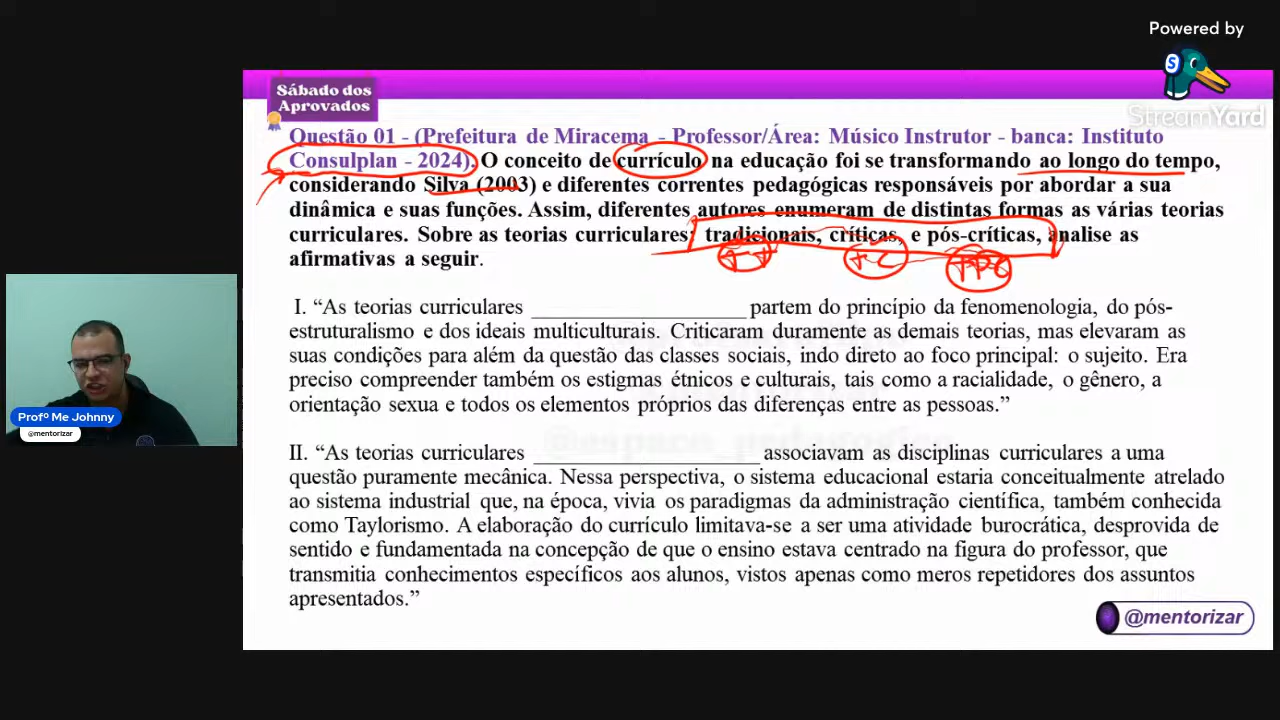 Powered by
StreamYard
Sábado dos
Aprovados
Questão 01 - (Prefeitura de Miracema - Professor/Área: Músico Instrutor - banca: Instituto
Consulplan - 2024). O conceito de currículo na educação foi se transformando ao longo do tempo,
considerando Silva (2003) e diferentes correntes pedagógicas responsáveis por abordar a sua
dinâmica e suas funções. Assim, diferentes autores enumeram de distintas formas as várias teorias
curriculares. Sobre as teorias curriculares: tradicionais, críticas, e pós-críticas, analise as
afirmativas a seguir.
I. “As teorias curriculares ____________________ partem do princípio da fenomenologia, do pós-
estruturalismo e dos ideais multiculturais. Criticaram duramente as demais teorias, mas elevaram as
suas condições para além da questão das classes sociais, indo direto ao foco principal: o sujeito. Era
preciso compreender também os estigmas étnicos e culturais, tais como a racialidade, o gênero, a
orientação sexua e todos os elementos próprios das diferenças entre as pessoas.”
II. “As teorias curriculares _____________________ associavam as disciplinas curriculares a uma
questão puramente mecânica. Nessa perspectiva, o sistema educacional estaria conceitualmente atrelado
ao sistema industrial que, na época, vivia os paradigmas da administração científica, também conhecida
como Taylorismo. A elaboração do currículo limitava-se a ser uma atividade burocrática, desprovida de
sentido e fundamentada na concepção de que o ensino estava centrado na figura do professor, que
transmitia conhecimentos específicos aos alunos, vistos apenas como meros repetidores dos assuntos
apresentados.”
@espaco_pedagogico
@mentorizar
Profº Me Johnny
@mentorizar